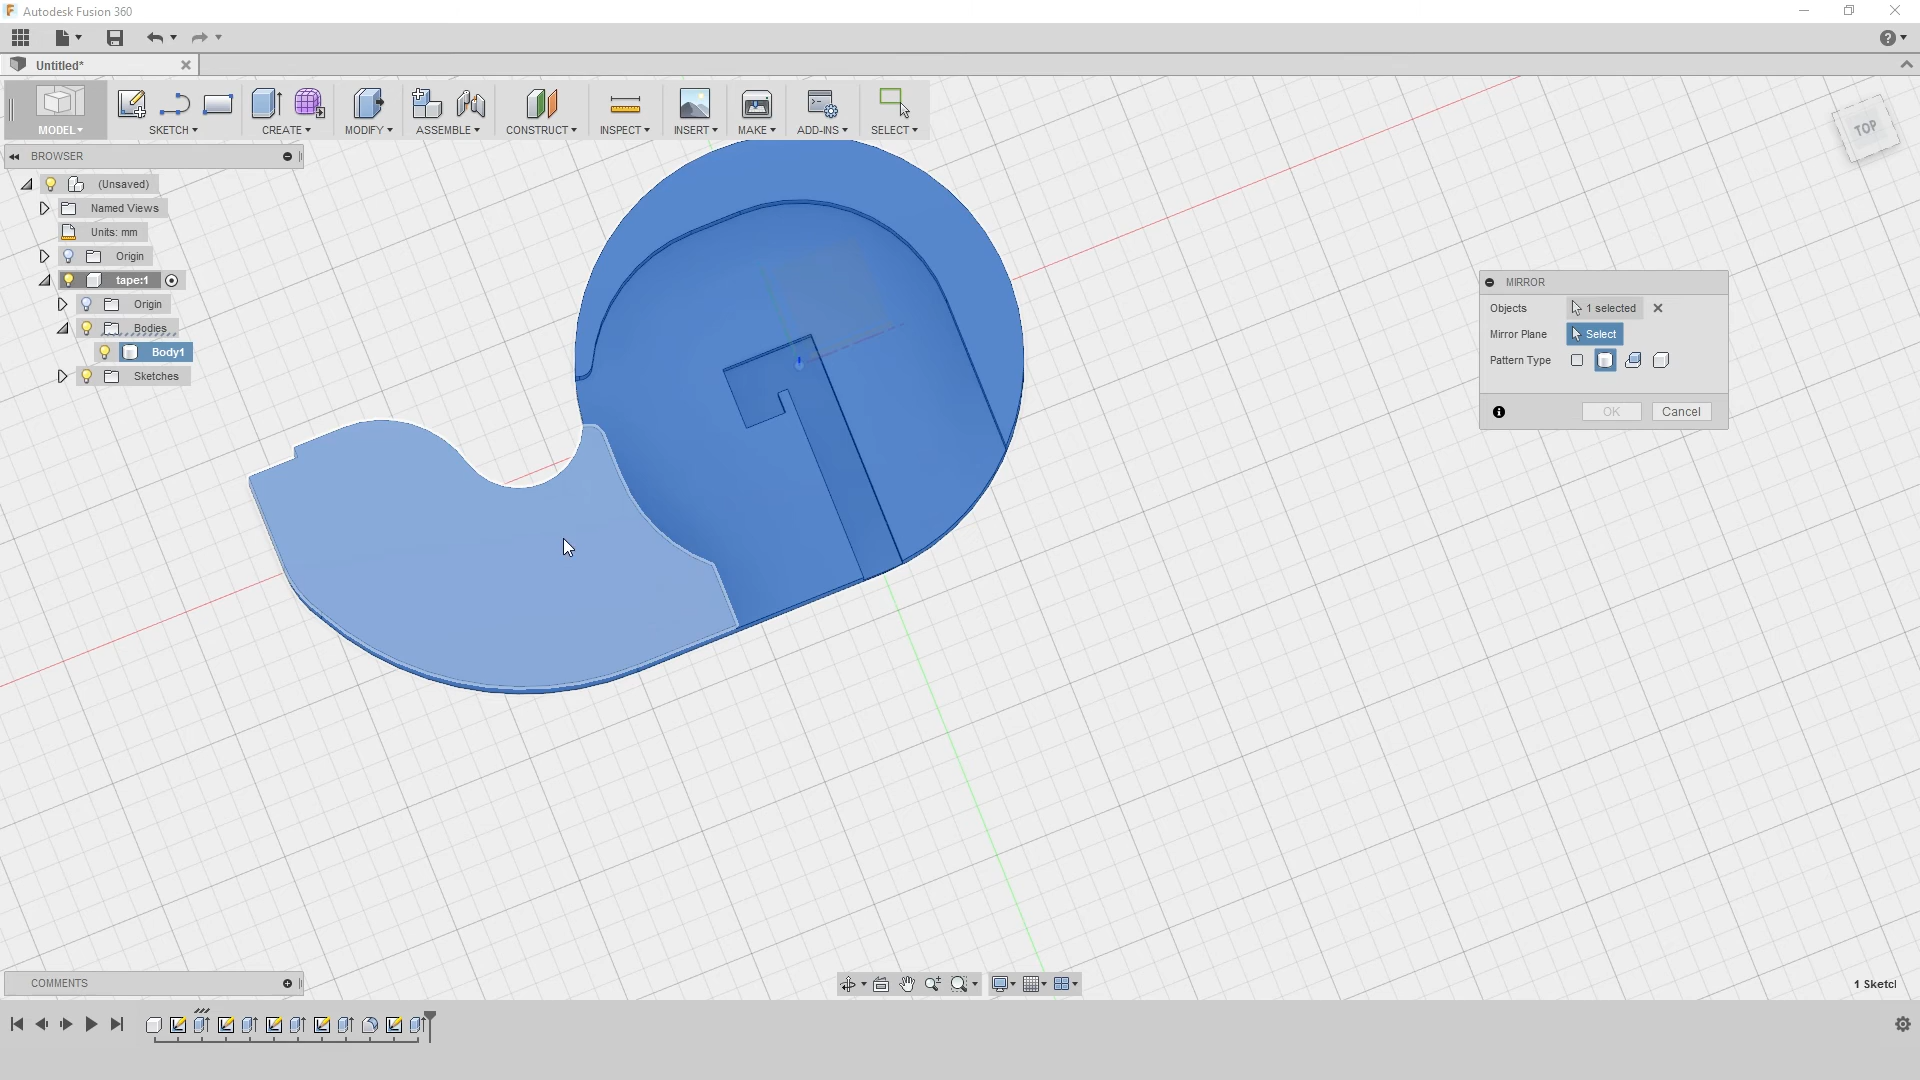 Autodesk Fusion 360
Untitled*
MODEL
SKETCH
CREATE
MODIFY
ASSEMBLE
CONSTRUCT
INSPECT
INSERT
MAKE
ADD-INS
SELECT
TOP
BROWSER
(Unsaved)
Named Views
Units: mm
Origin
tape:1
Origin
Bodies
Body1
Sketches
MIRROR
Objects 1 selected
Mirror Plane Select
Pattern Type
OK Cancel
COMMENTS
1 Sketcl